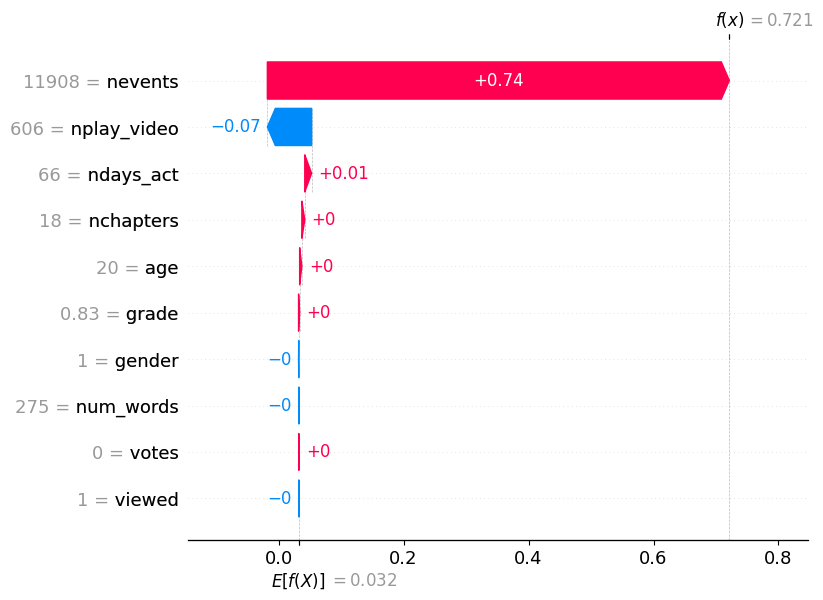 f(x) = 0.721
11908 = nevents +0.74
606 = nplay_video −0.07
66 = ndays_act +0.01
18 = nchapters +0
20 = age +0
0.83 = grade +0
1 = gender −0
275 = num_words −0
0 = votes +0
1 = viewed −0
0.0 0.2 0.4 0.6 0.8
E[f(X)] = 0.032